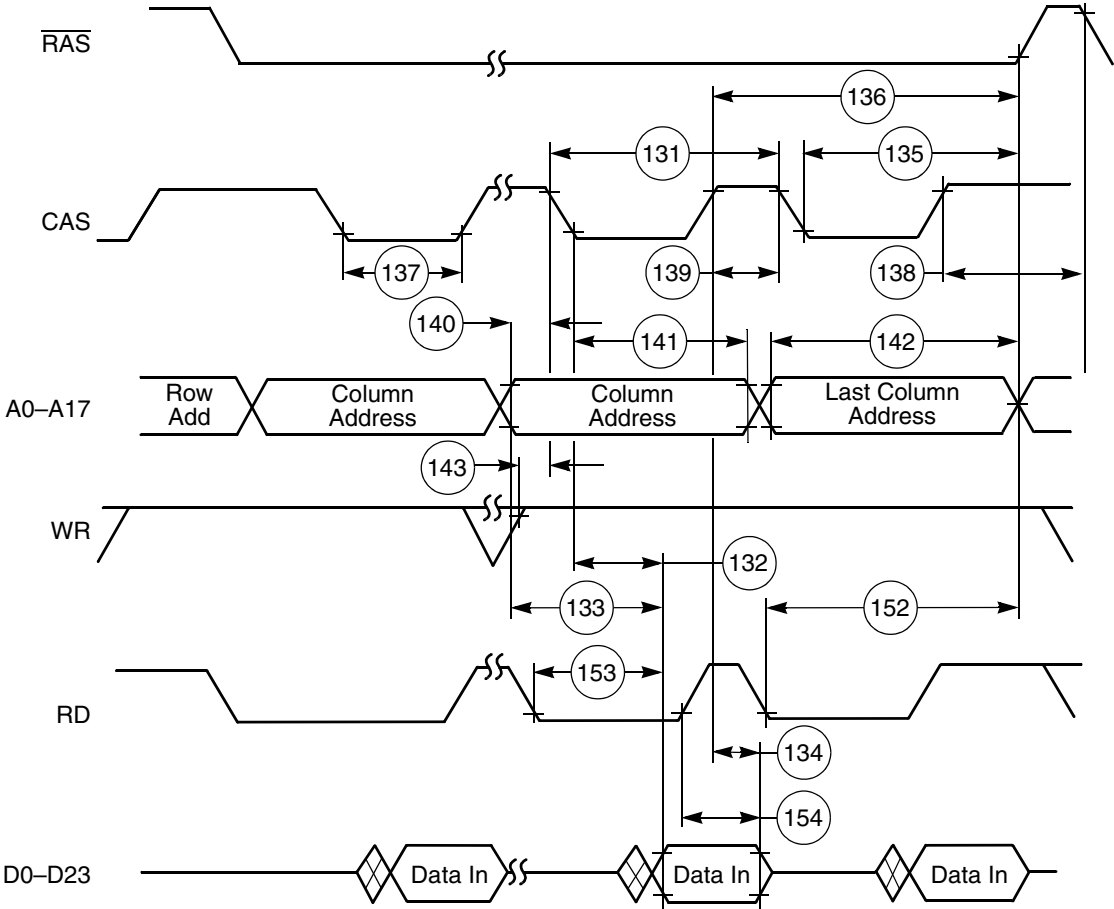 RAS
136
131
135
CAS
137
139
138
140
141
142
A0–A17
Row
Add
Column
Address
Column
Address
Last Column
Address
143
WR
132
133
152
153
RD
134
154
D0–D23
Data In
Data In
Data In